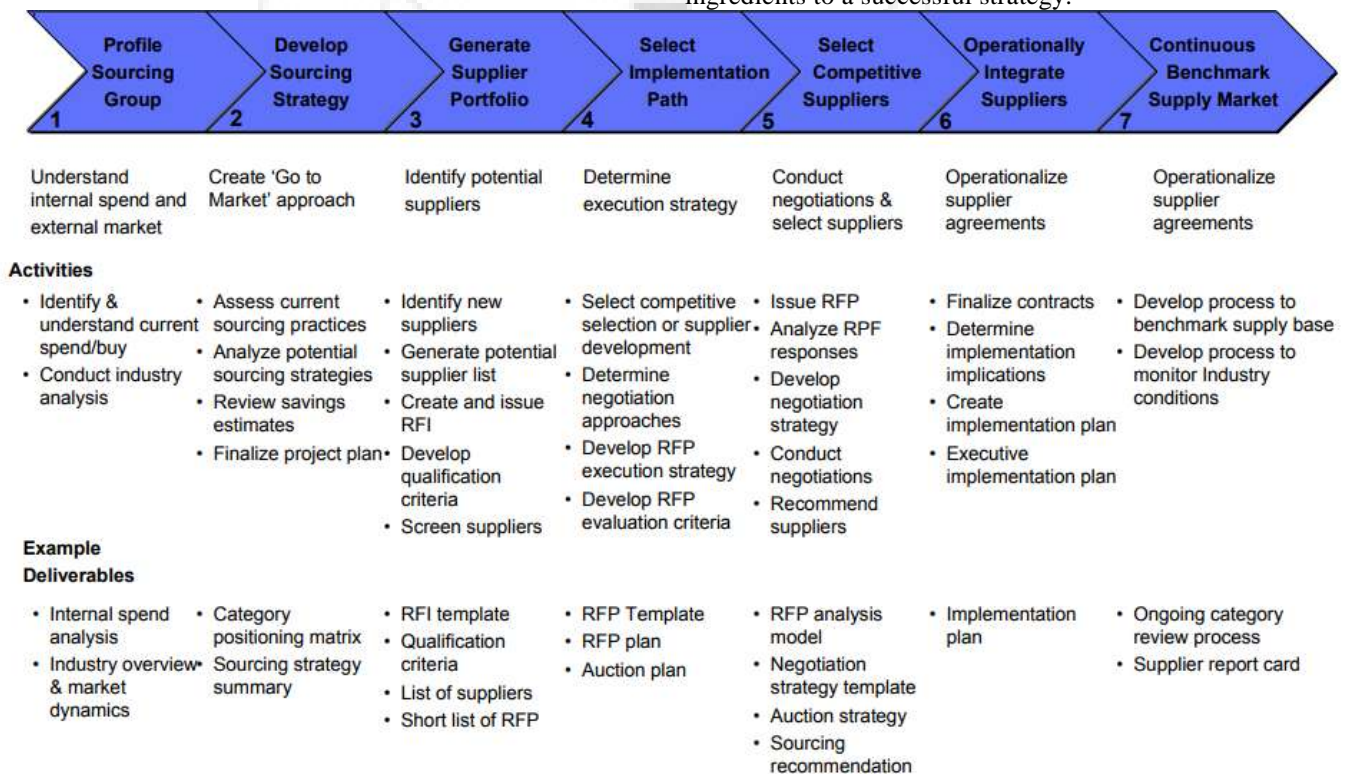 ingredients to a successful strategy.
Profile
Sourcing
Group
1
Develop
Sourcing
Strategy
2
Generate
Supplier
Portfolio
3
Select
Implementation
Path
4
Select
Competitive
Suppliers
5
Operationally
Integrate
Suppliers
6
Continuous
Benchmark
Supply Market
7
Understand
internal spend and
external market
Create 'Go to
Market' approach
Identify potential
suppliers
Determine
execution strategy
Conduct
negotiations &
select suppliers
Operationalize
supplier
agreements
Operationalize
supplier
agreements
Activities
• Identify &
understand current
spend/buy
• Conduct industry
analysis
• Assess current
sourcing practices
• Analyze potential
sourcing strategies
• Review savings
estimates
• Finalize project plan
• Identify new
suppliers
• Generate potential
supplier list
• Create and issue
RFI
• Develop
qualification
criteria
• Screen suppliers
• Select competitive
selection or supplier
development
• Determine
negotiation
approaches
• Develop RFP
execution strategy
• Develop RFP
evaluation criteria
• Issue RFP
• Analyze RPF
responses
• Develop
negotiation
strategy
• Conduct
negotiations
• Recommend
suppliers
• Finalize contracts
• Determine
implementation
implications
• Create
implementation plan
• Executive
implementation plan
• Develop process to
benchmark supply base
• Develop process to
monitor Industry
conditions
Example
Deliverables
• Internal spend
analysis
• Industry overview
& market
dynamics
• Category
positioning matrix
• Sourcing strategy
summary
• RFI template
• Qualification
criteria
• List of suppliers
• Short list of RFP
• RFP Template
• RFP plan
• Auction plan
• RFP analysis
model
• Negotiation
strategy template
• Auction strategy
• Sourcing
recommendation
• Implementation
plan
• Ongoing category
review process
• Supplier report card